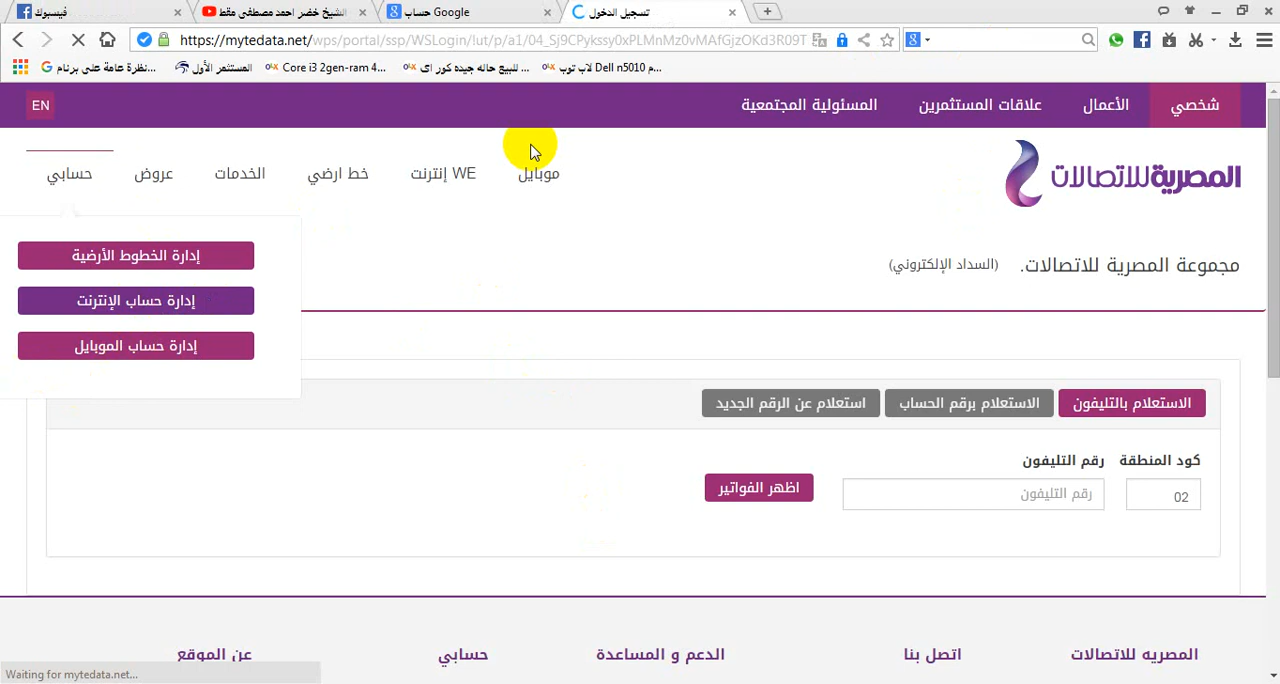 فيسبوك
الشيخ خضر احمد مصطفى مقط
حساب Google
تسجيل الدخول
https://mytedata.net/wps/portal/ssp/WSLogin/!ut/p/a1/04_Sj9CPykssy0xPLMnMz0vMAfGjzOKd3R0T
نظرة عامة على برنام...
المستثمر الأول
Core i3 2gen-ram 4...
للبيع حاله جيده كور اى ...
لاب توب Dell n5010 م...
شخصي
الأعمال
علاقات المستثمرين
المسئولية المجتمعية
EN
المصرية للاتصالات
موبايل
WE إنترنت
خط ارضي
الخدمات
عروض
حسابي
إدارة الخطوط الأرضية
إدارة حساب الإنترنت
إدارة حساب الموبايل
مجموعة المصرية للاتصالات. (السداد الإلكتروني)
الاستعلام بالتليفون
الاستعلام برقم الحساب
استعلام عن الرقم الجديد
كود المنطقة
رقم التليفون
02
رقم التليفون
اظهر الفواتير
المصريه للاتصالات
اتصل بنا
الدعم و المساعدة
حسابي
عن الموقع
Waiting for mytedata.net...